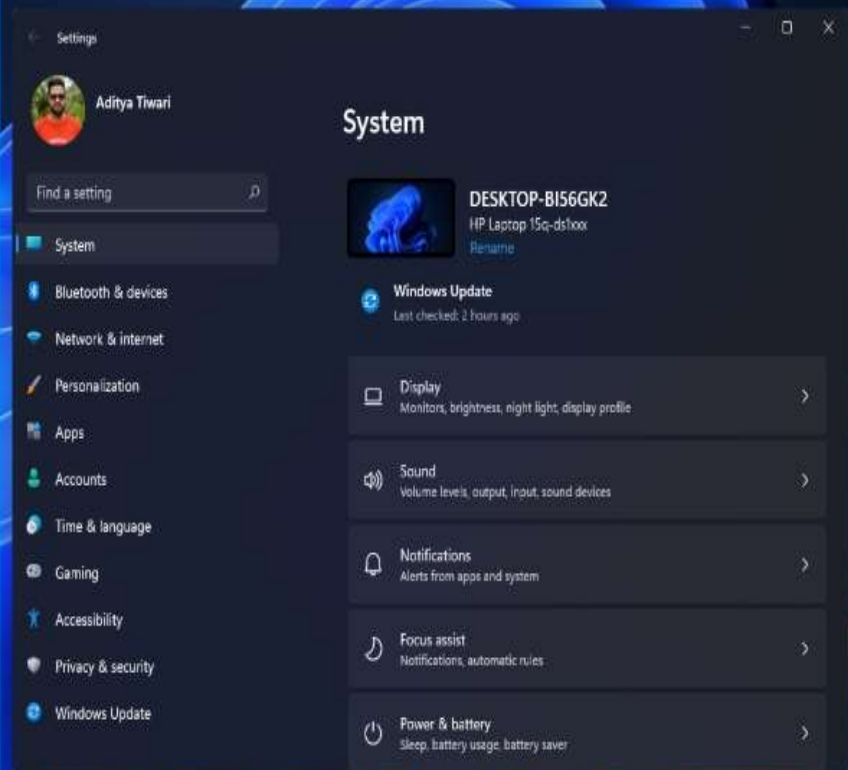 Settings
Aditya Tiwari
Find a setting
System
Bluetooth & devices
Network & internet
Personalization
Apps
Accounts
Time & language
Gaming
Accessibility
Privacy & security
Windows Update
System
DESKTOP-BI56GK2
HP Laptop 15q-ds1xxx
Rename
Windows Update
Last checked: 2 hours ago
Display
Monitors, brightness, night light, display profile
Sound
Volume levels, output, input, sound devices
Notifications
Alerts from apps and system
Focus assist
Notifications, automatic rules
Power & battery
Sleep, battery usage, battery saver